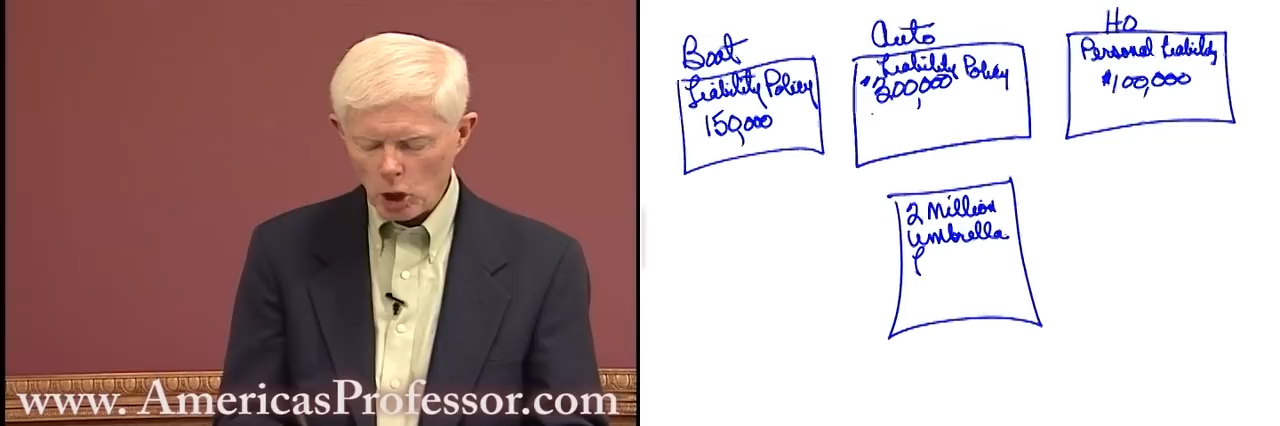 www. AmericasProfessor.com
Boat
Liability Policy
150,000
Auto
Liability Policy
$200,000
HO
Personal Liability
$100,000
2 Million
Umbrella